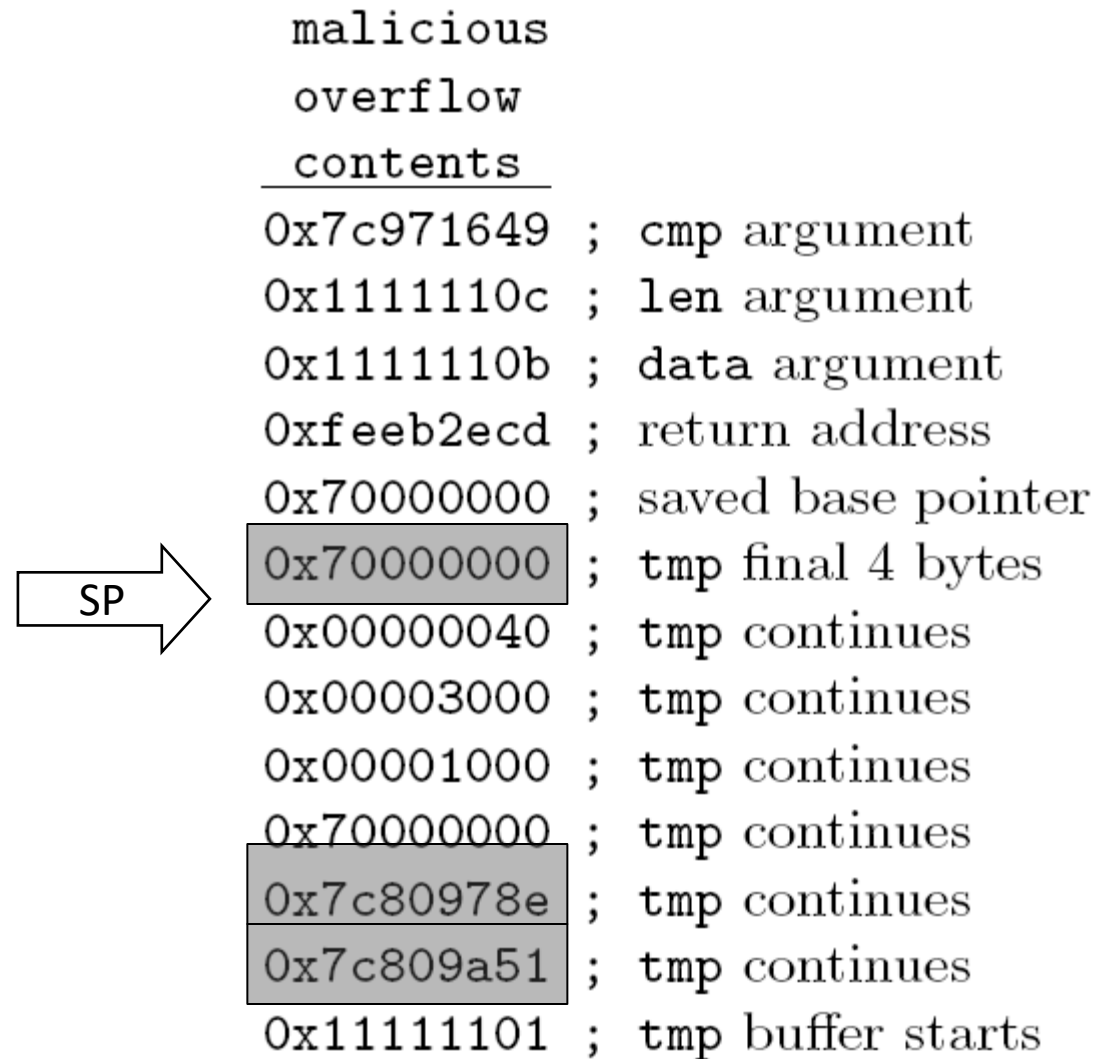 malicious
overflow
contents
0x7c971649 ; cmp argument
0x1111110c ; len argument
0x1111110b ; data argument
0xfeeb2ecd ; return address
0x70000000 ; saved base pointer
0x70000000 ; tmp final 4 bytes
SP
0x00000040 ; tmp continues
0x00003000 ; tmp continues
0x00001000 ; tmp continues
0x70000000 ; tmp continues
0x7c80978e ; tmp continues
0x7c809a51 ; tmp continues
0x11111101 ; tmp buffer starts